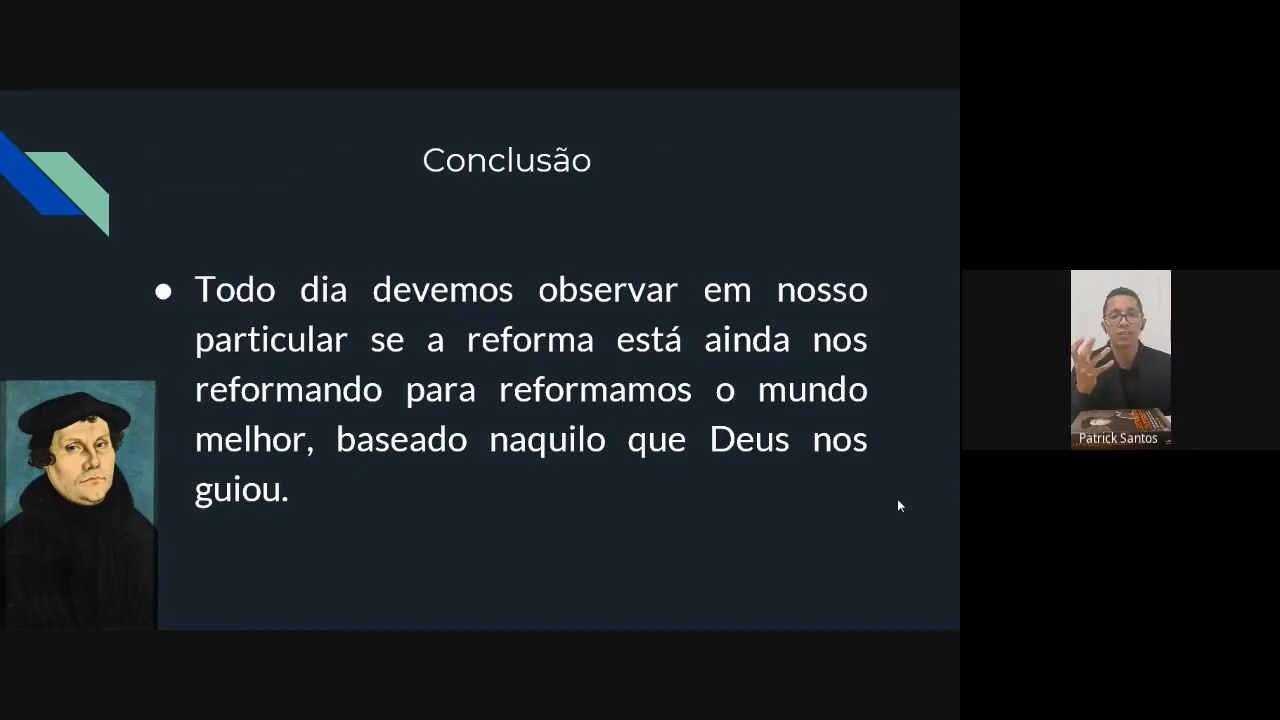 Conclusão
● Todo dia devemos observar em nosso
particular se a reforma está ainda nos
reformando para reformamos o mundo
melhor, baseado naquilo que Deus nos
guiou.
Patrick Santos